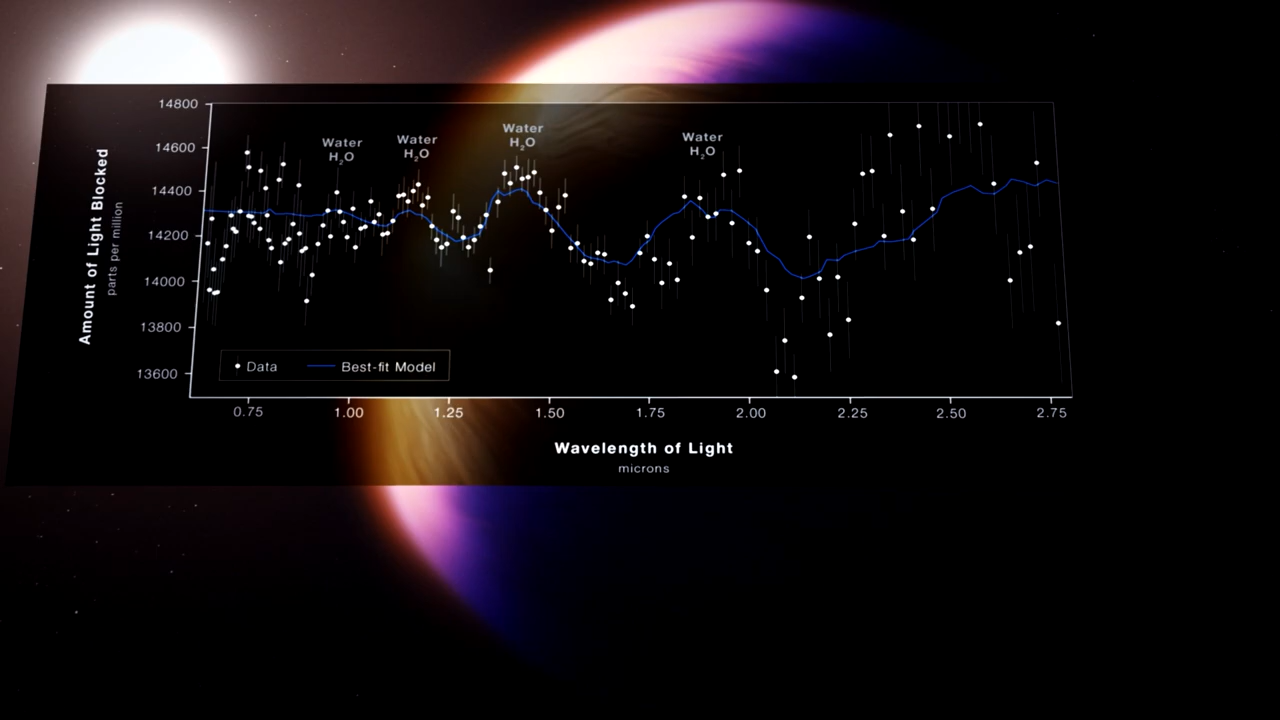 14800
14600
14400
14200
14000
13800
13600
Amount of Light Blocked
parts per million
Water
H₂O
Water
H₂O
Water
H₂O
Water
H₂O
Data
Best-fit Model
0.75 1.00 1.25 1.50 1.75 2.00 2.25 2.50 2.75
Wavelength of Light
microns